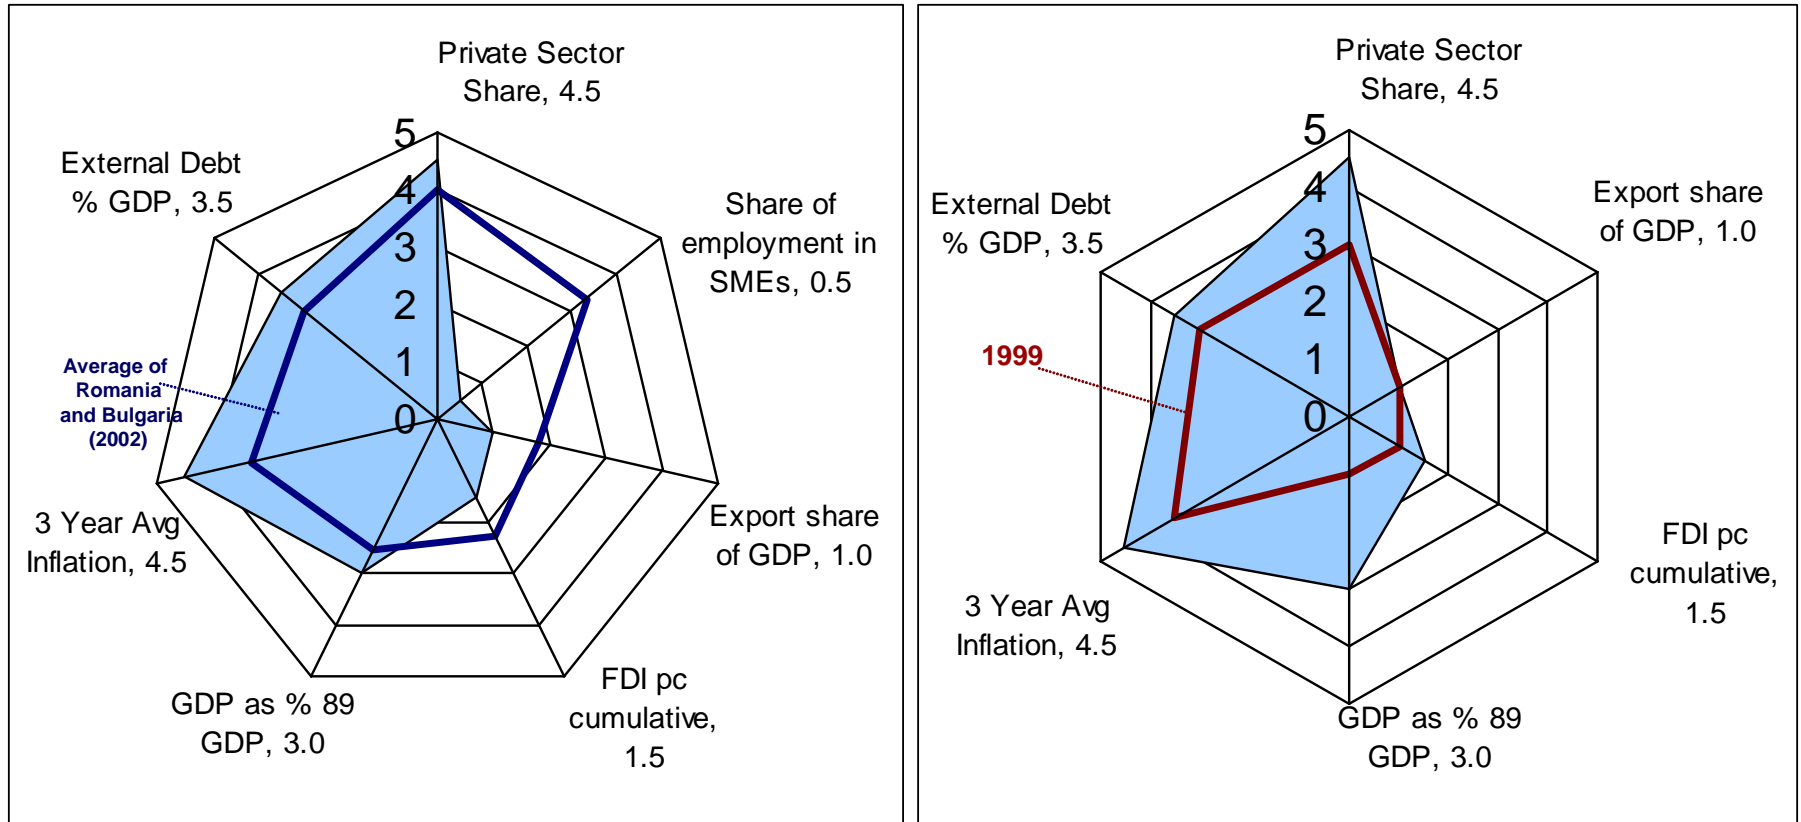 Private Sector
Share, 4.5
Share of
employment in
SMEs, 0.5
Export share
of GDP, 1.0
FDI pc
cumulative,
1.5
GDP as % 89
GDP, 3.0
3 Year Avg
Inflation, 4.5
External Debt
% GDP, 3.5
5
4
3
2
1
0
Average of
Romania
and Bulgaria
(2002)
Private Sector
Share, 4.5
Export share
of GDP, 1.0
FDI pc
cumulative,
1.5
GDP as % 89
GDP, 3.0
3 Year Avg
Inflation, 4.5
External Debt
% GDP, 3.5
5
4
3
2
1
0
1999